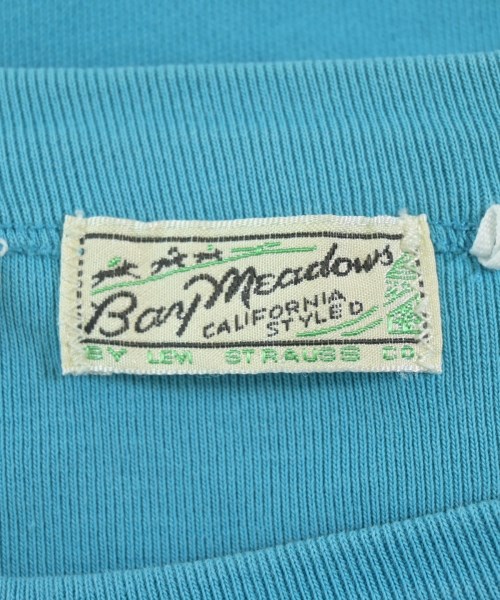 Bay Meadows
CALIFORNIA
STYLED
BY LEVI STRAUSS CO